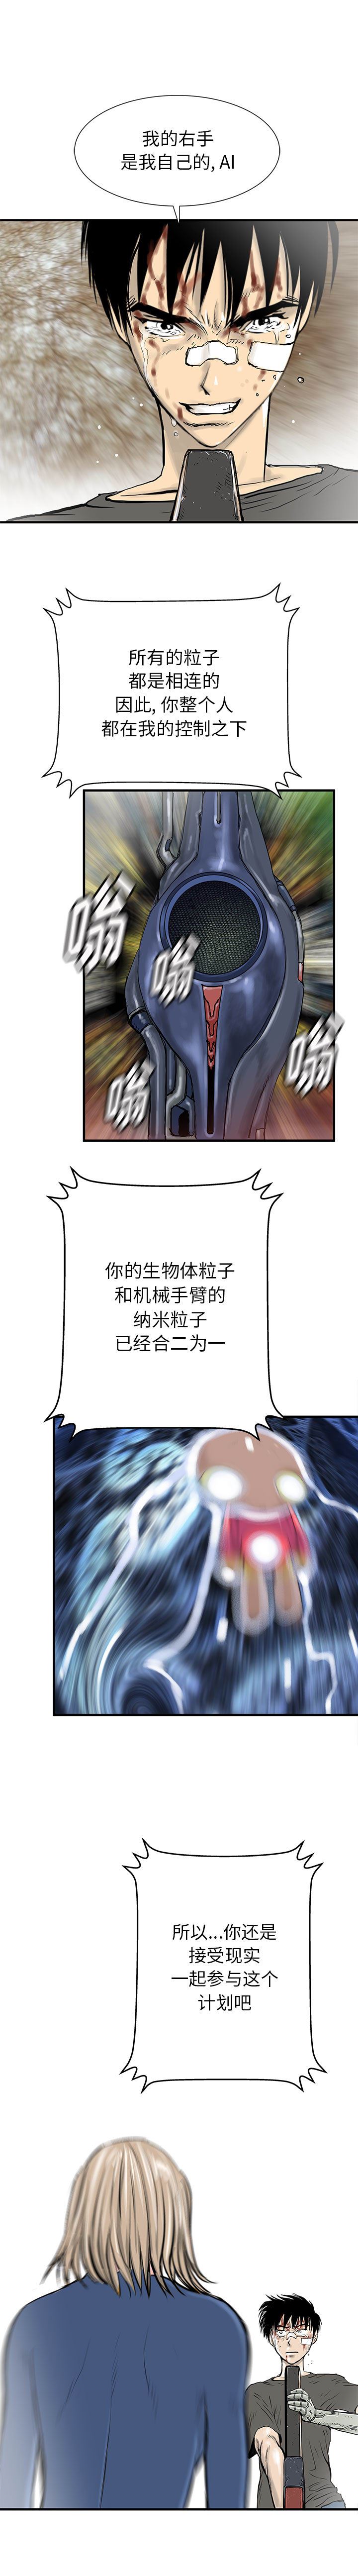 我的右手
是我自己的, AI
所有的粒子
都是相连的
因此, 你整个人
都在我的控制之下
嗡
嗡
嗡
嗡
你的生物体粒子
和机械手臂的
纳米粒子
已经合二为一
所以...你还是
接受现实
一起参与这个
计划吧